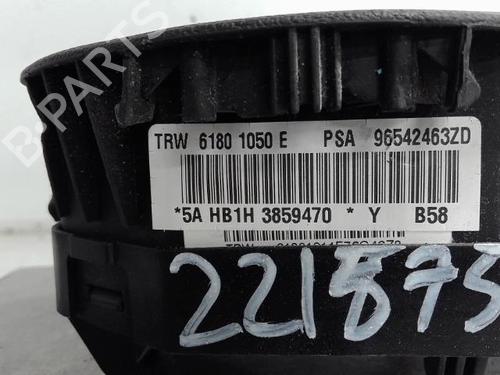 B-PARTS
TRW 6180 1050 E PSA 96542463ZD
*5A HB1H 3859470 * Y B58
221875